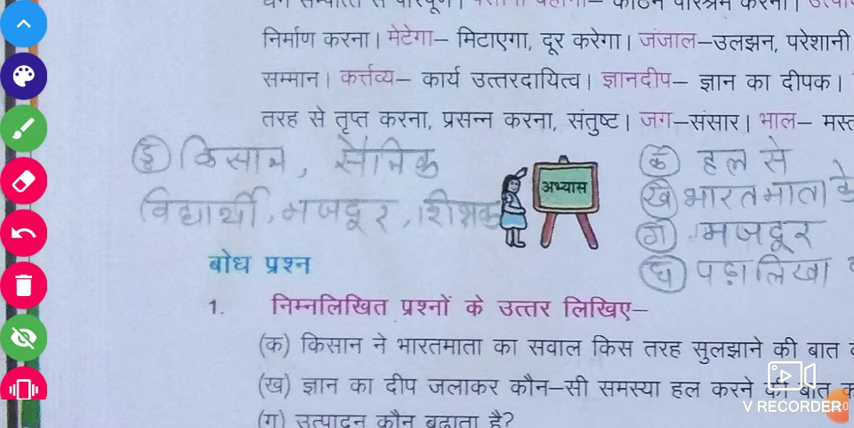 निर्माण करना। मेटेगा— मिटाएगा, दूर करेगा। जंजाल—उलझन, परेशानी
सम्मान। कर्त्तव्य— कार्य उत्तरदायित्व। ज्ञानदीप— ज्ञान का दीपक।
तरह से तृप्त करना, प्रसन्न करना, संतुष्ट। जग—संसार। भाल— मस्त
ङ किसान, सैनिक
विद्यार्थी, मजदूर, शिक्षक
अभ्यास
क हल से
ख भारतमाता के
ग मजदूर
घ पढ़ा लिखा
बोध प्रश्न
1. निम्नलिखित प्रश्नों के उत्तर लिखिए—
(क) किसान ने भारतमाता का सवाल किस तरह सुलझाने की बात
(ख) ज्ञान का दीप जलाकर कौन—सी समस्या हल करने की बात
(ग) उत्पादन कौन बढ़ाता है?
V RECORDER